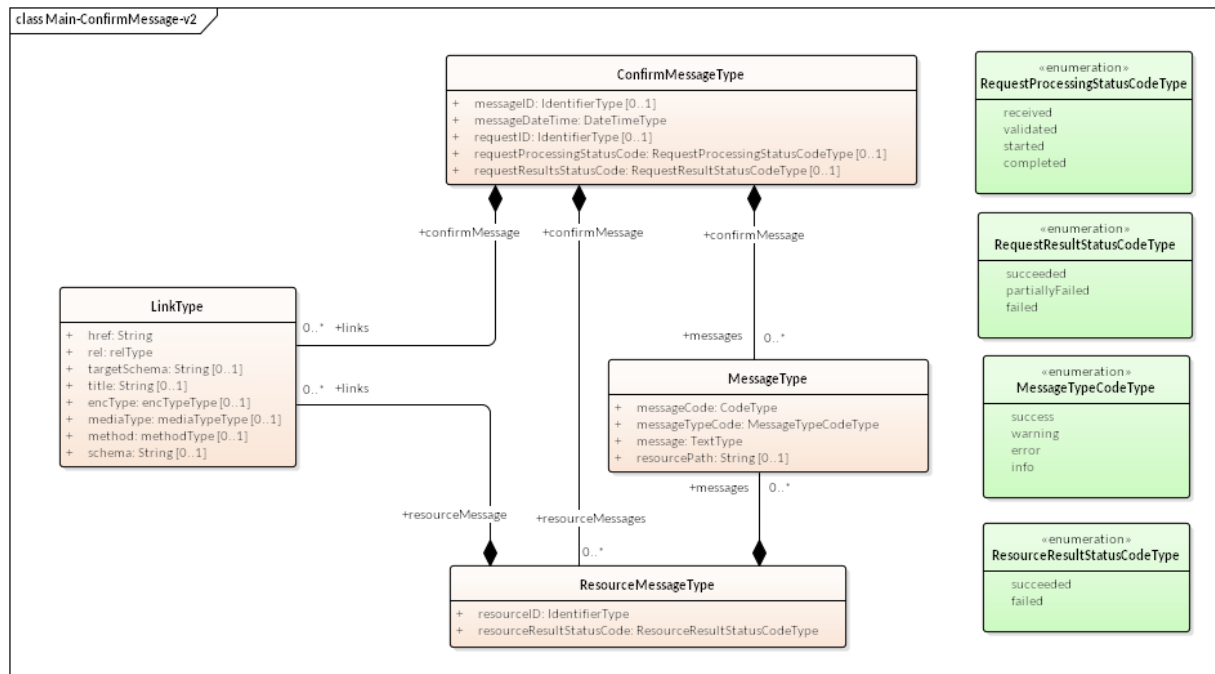 class Main-ConfirmMessage-v2
ConfirmMessageType
+ messageID: IdentifierType [0..1]
+ messageDateTime: DateTimeType
+ requestID: IdentifierType [0..1]
+ requestProcessingStatusCode: RequestProcessingStatusCodeType [0..1]
+ requestResultsStatusCode: RequestResultStatusCodeType [0..1]
«enumeration»
RequestProcessingStatusCodeType
received
validated
started
completed
+confirmMessage
+confirmMessage
+confirmMessage
«enumeration»
RequestResultStatusCodeType
succeeded
partiallyFailed
failed
LinkType
+ href: String
+ rel: relType
+ targetSchema: String [0..1]
+ title: String [0..1]
+ encType: encTypeType [0..1]
+ mediaType: mediaTypeType [0..1]
+ method: methodType [0..1]
+ schema: String [0..1]
0..* +links
0..* +links
+messages 0..*
MessageType
+ messageCode: CodeType
+ messageTypeCode: MessageTypeCodeType
+ message: TextType
+ resourcePath: String [0..1]
+messages 0..*
«enumeration»
MessageTypeCodeType
success
warning
error
info
+resourceMessage
+resourceMessages
0..*
ResourceMessageType
+ resourceID: IdentifierType
+ resourceResultStatusCode: ResourceResultStatusCodeType
«enumeration»
ResourceResultStatusCodeType
succeeded
failed